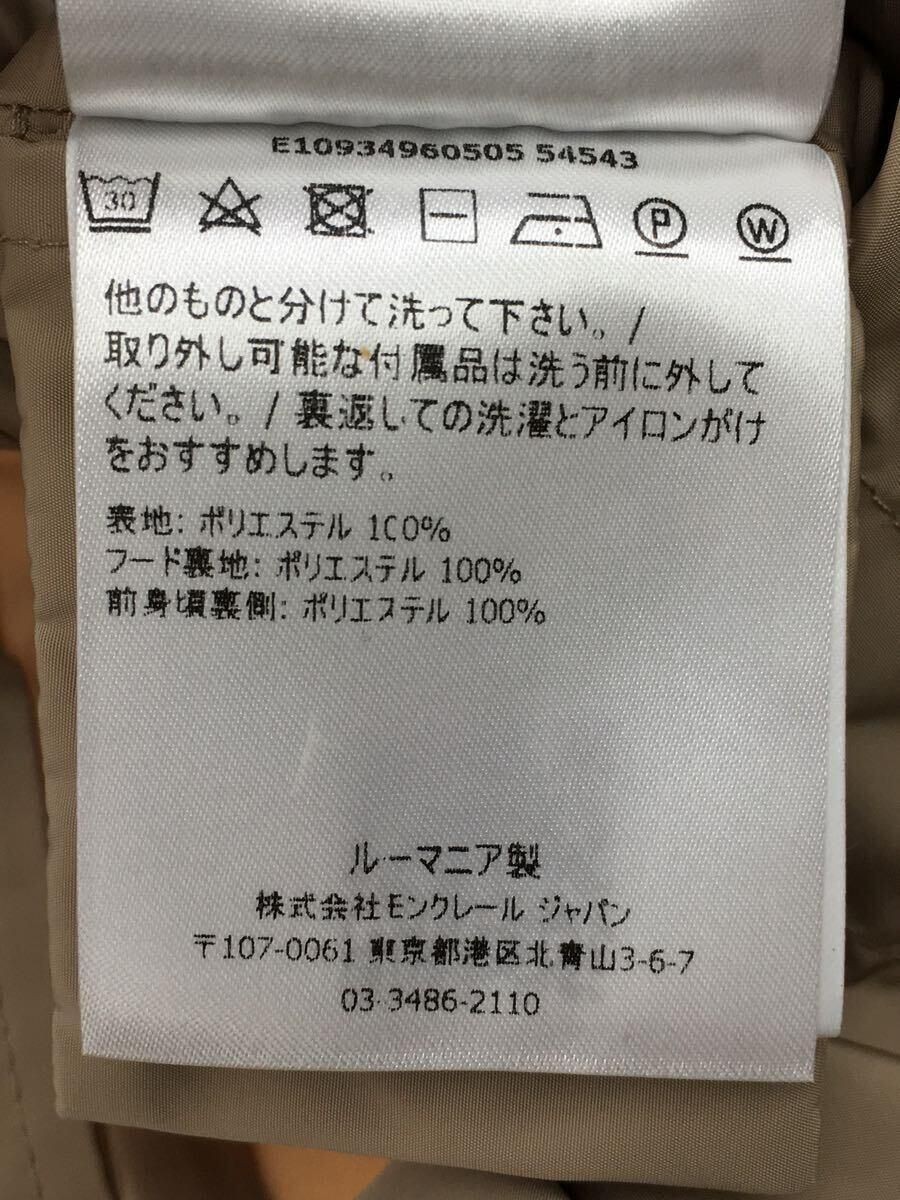 E10934960505 54543
30
P
W
他のものと分けて洗って下さい。/
取り外し可能な付属品は洗う前に外して
ください。/ 裏返しての洗濯とアイロンがけ
をおすすめします。
表地: ポリエステル 100%
フード裏地: ポリエステル 100%
前身頃裏側: ポリエステル 100%
ルーマニア製
株式会社モンクレール ジャパン
〒107-0061 東京都港区北青山3-6-7
03-3486-2110